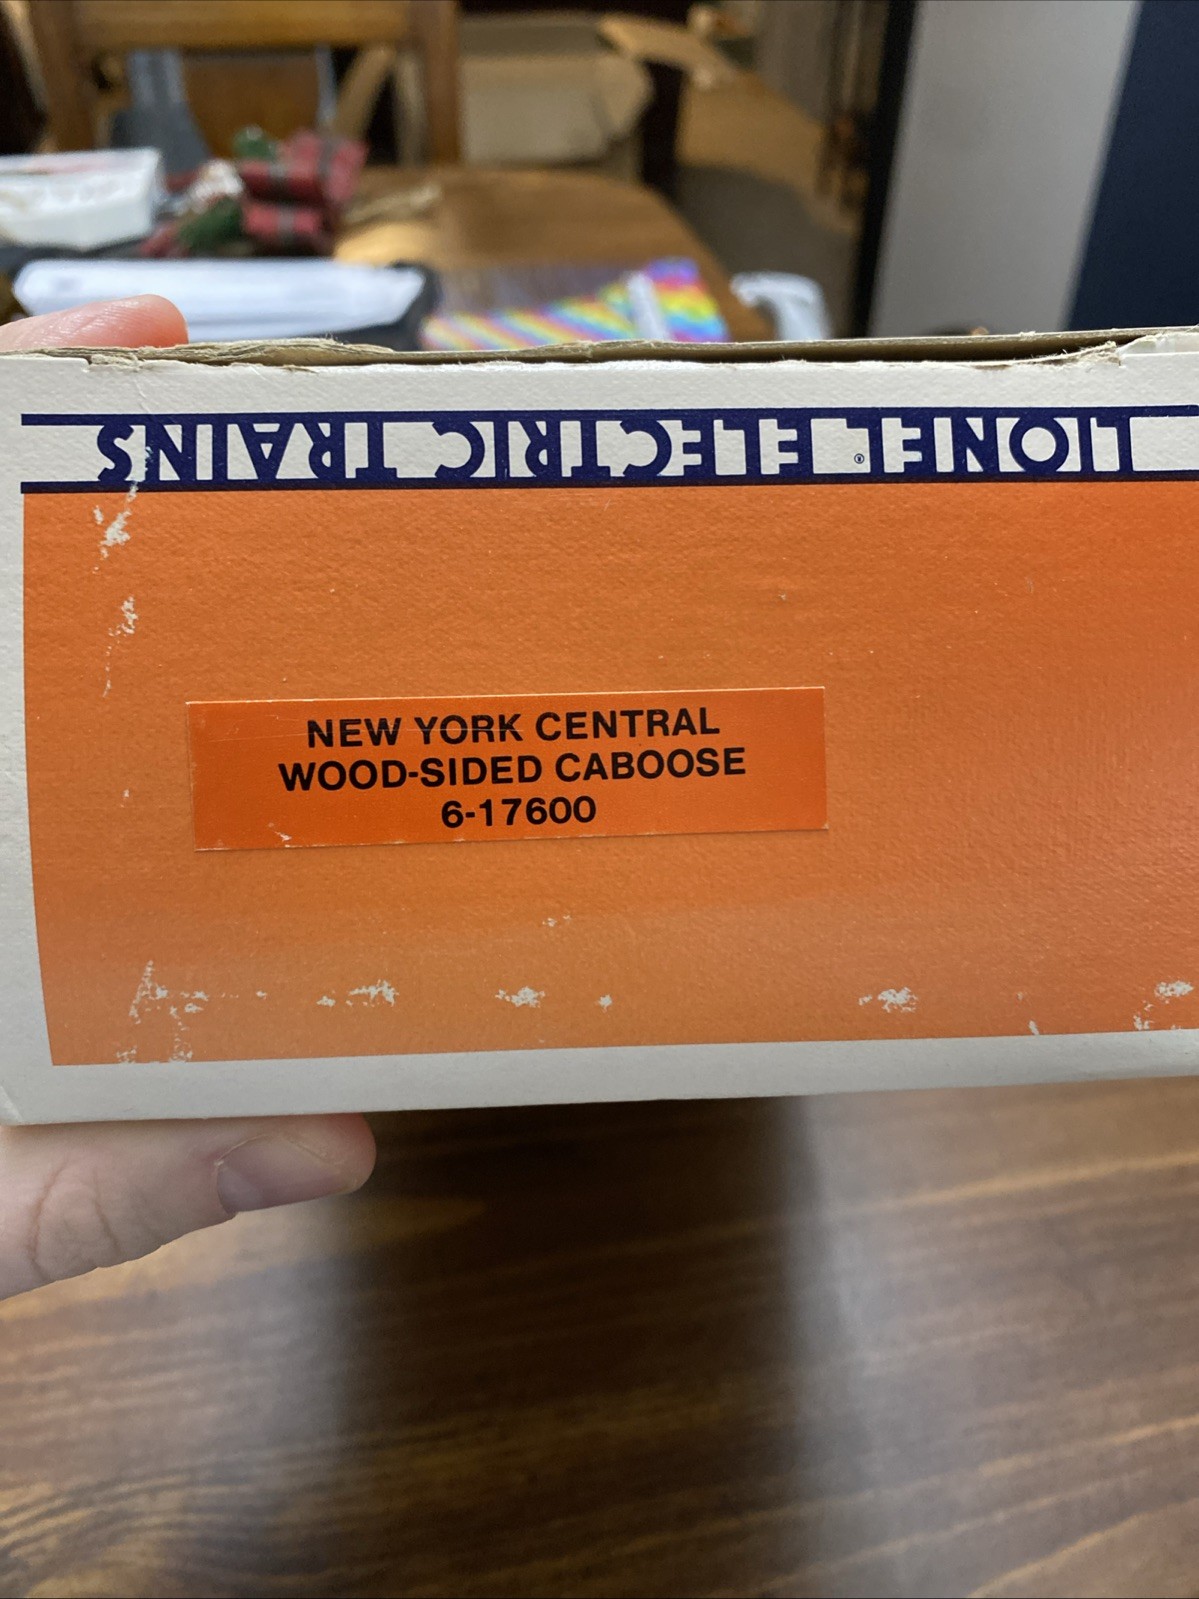 LIONEL® ELECTRIC TRAINS
NEW YORK CENTRAL
WOOD-SIDED CABOOSE
6-17600